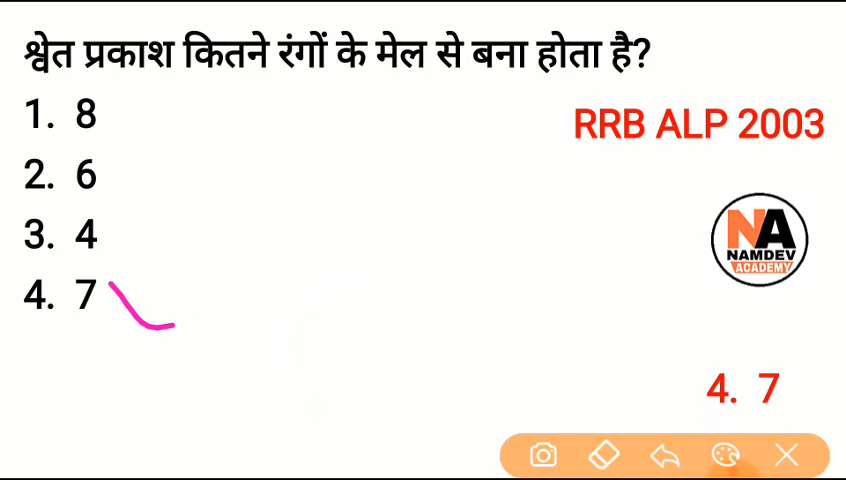 श्वेत प्रकाश कितने रंगों के मेल से बना होता है?
1. 8
RRB ALP 2003
2. 6
3. 4
NA
NAMDEV
ACADEMY
4. 7
4. 7